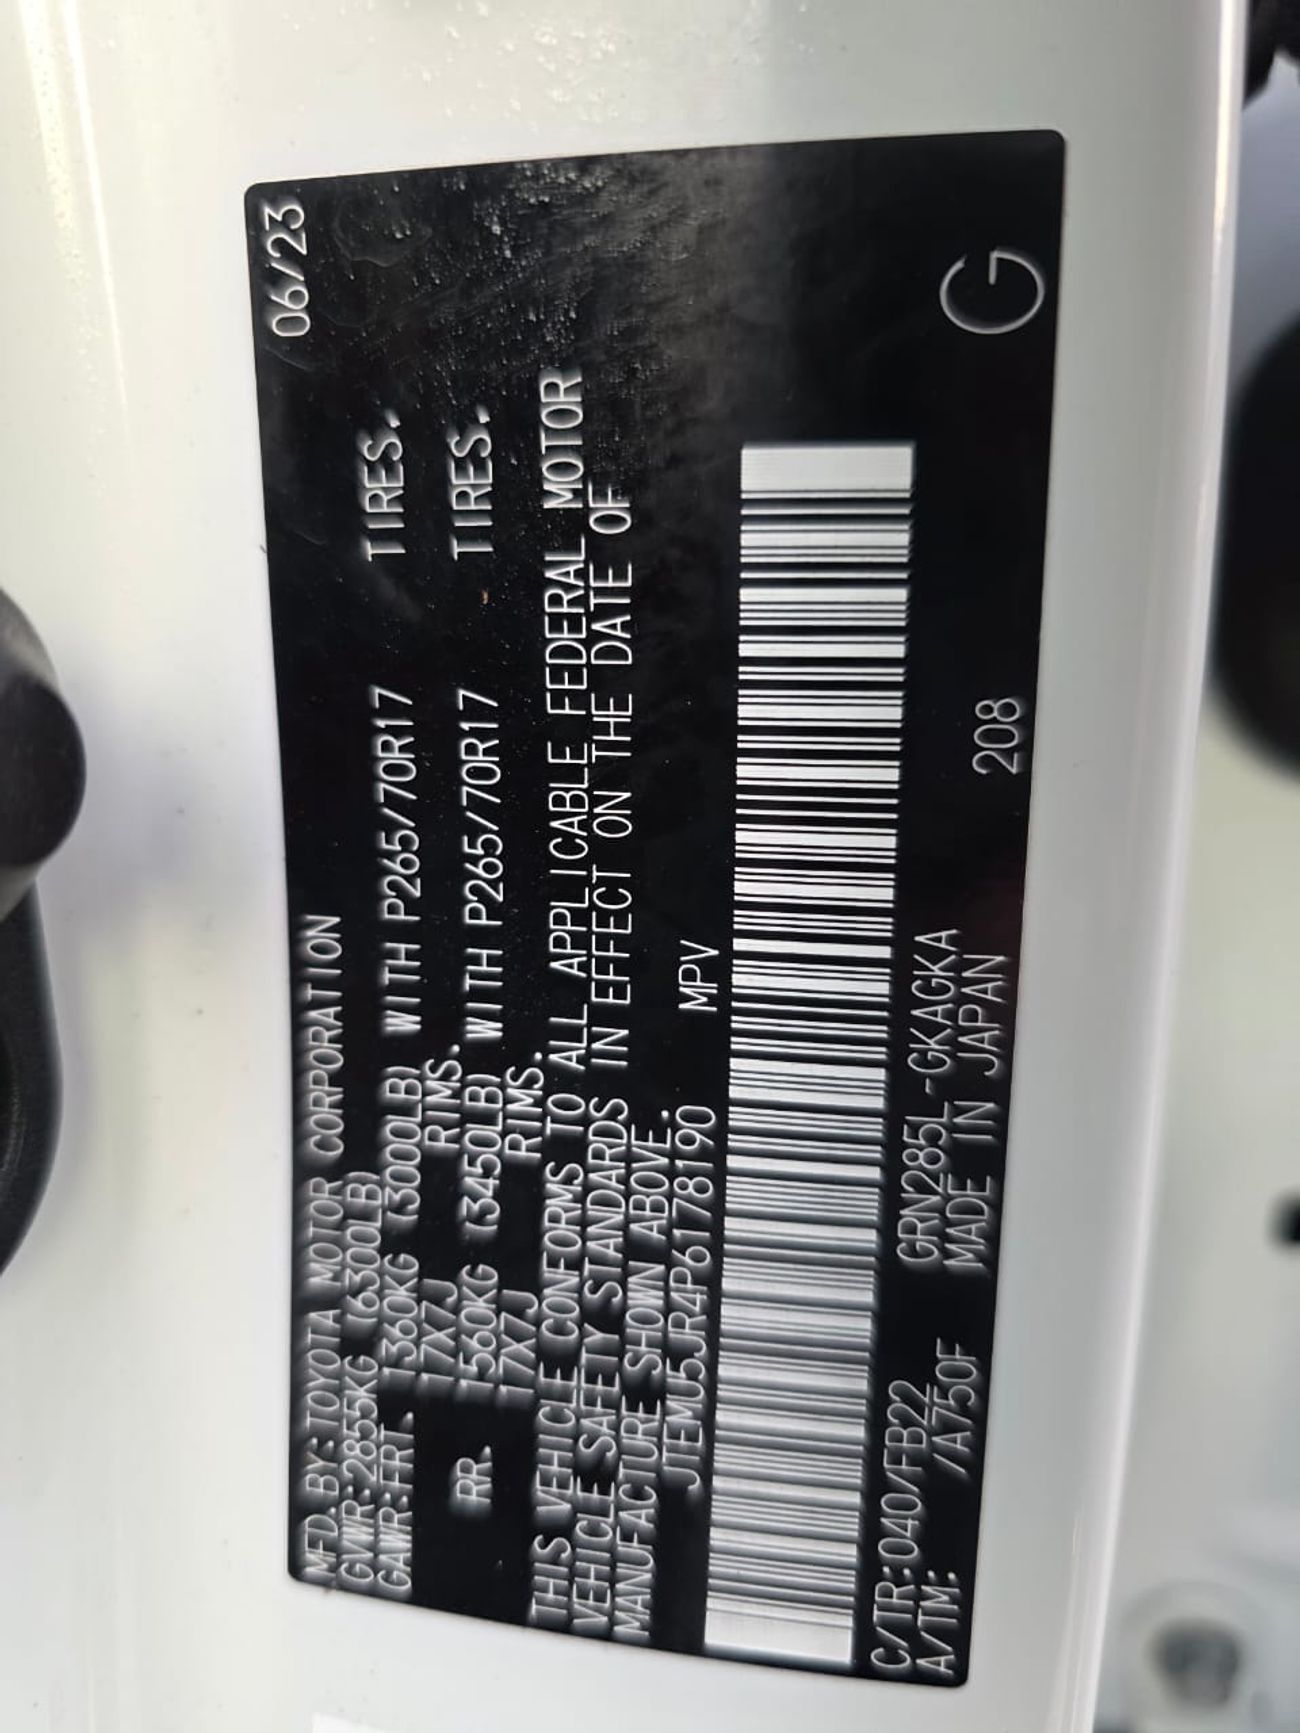 MFD.BY:TOYOTA MOTOR CORPORATION 06/23
GVWR:2855KG (6300LB)
GAWR:FRT. 1360KG (3000LB) WITH P265/70R17 TIRES.
17X7J RIMS.
RR. 1560KG (3450LB) WITH P265/70R17 TIRES.
17X7J RIMS.
THIS VEHICLE CONFORMS TO ALL APPLICABLE FEDERAL MOTOR
VEHICLE SAFETY STANDARDS IN EFFECT ON THE DATE OF
MANUFACTURE SHOWN ABOVE.
JTEMU5JR4P6178190 MPV
C/TR:040/FB22 GRN285L-GKAGKA
A/TM: /A750F MADE IN JAPAN 208 G